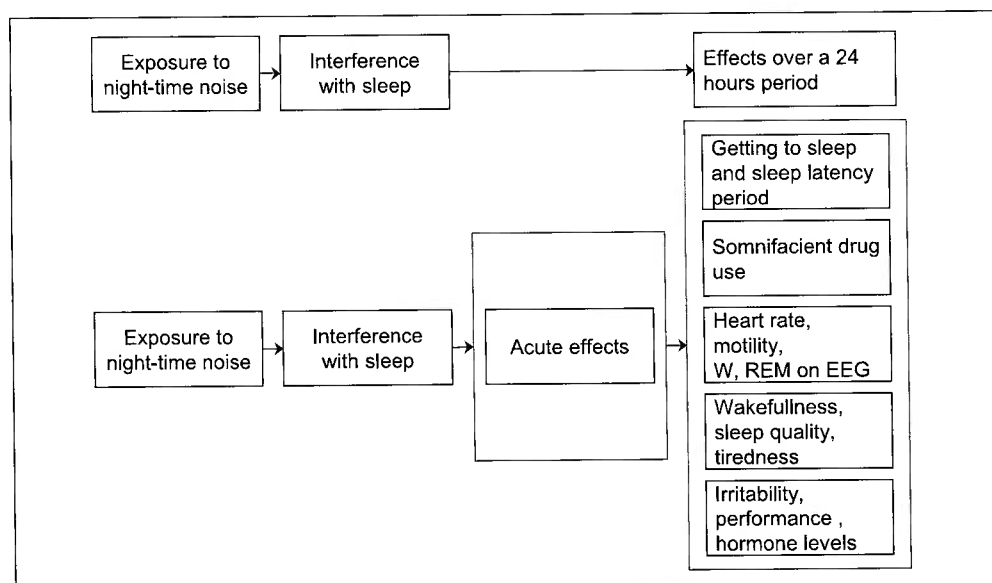 Exposure to
night-time noise
Interference
with sleep
Effects over a 24
hours period
Exposure to
night-time noise
Interference
with sleep
Acute effects
Getting to sleep
and sleep latency
period
Somnifacient drug
use
Heart rate,
motility,
W, REM on EEG
Wakefullness,
sleep quality,
tiredness
Irritability,
performance ,
hormone levels